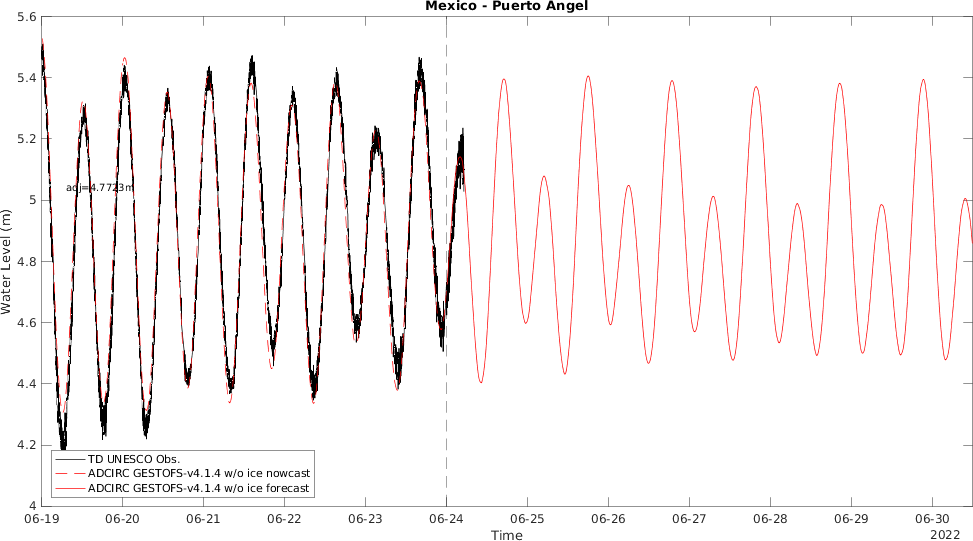 Mexico - Puerto Angel
5.6
5.4
5.2
5
4.8
4.6
4.4
4.2
4
Water Level (m)
adj=4.7723m
TD UNESCO Obs.
ADCIRC GESTOFS-v4.1.4 w/o ice nowcast
ADCIRC GESTOFS-v4.1.4 w/o ice forecast
06-19 06-20 06-21 06-22 06-23 06-24 06-25 06-26 06-27 06-28 06-29 06-30
Time
2022